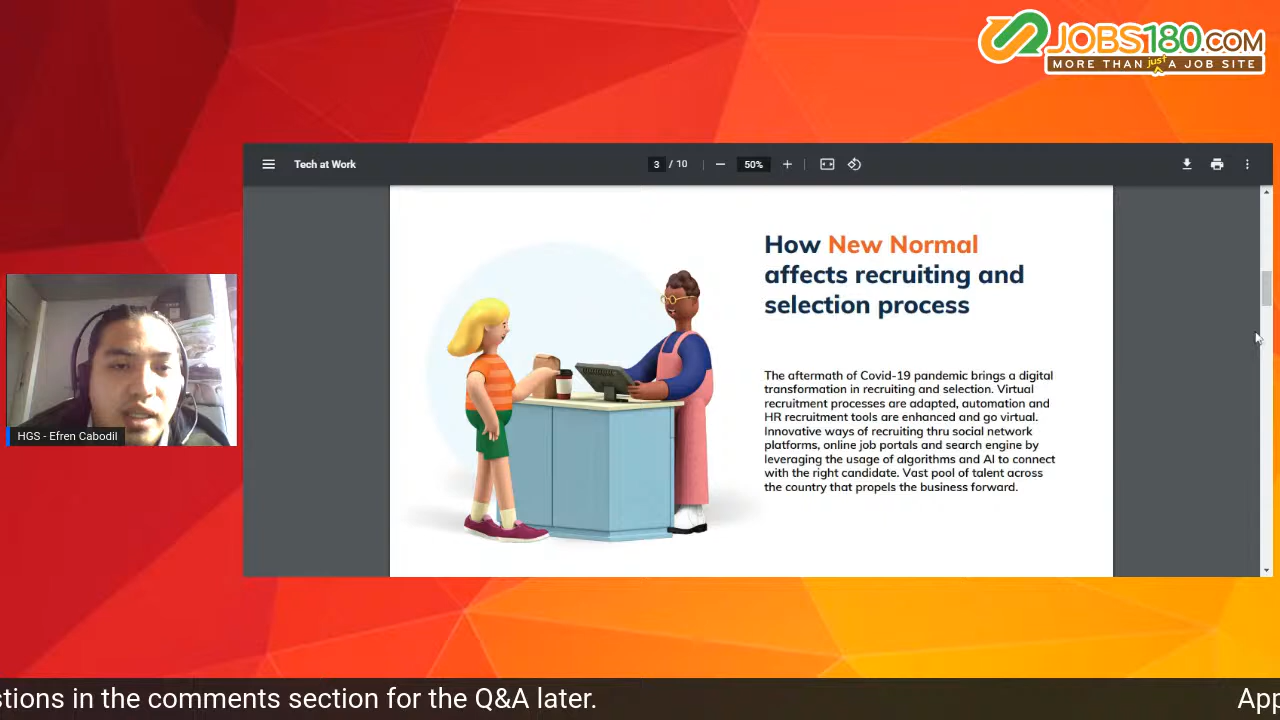 JOBS180.COM
MORE THAN just A JOB SITE
Tech at Work
3 / 10
50%
How New Normal
affects recruiting and
selection process
The aftermath of Covid-19 pandemic brings a digital
transformation in recruiting and selection. Virtual
recruitment processes are adapted, automation and
HR recruitment tools are enhanced and go virtual.
Innovative ways of recruiting thru social network
platforms, online job portals and search engine by
leveraging the usage of algorithms and AI to connect
with the right candidate. Vast pool of talent across
the country that propels the business forward.
HGS - Efren Cabodil
stions in the comments section for the Q&A later.
App